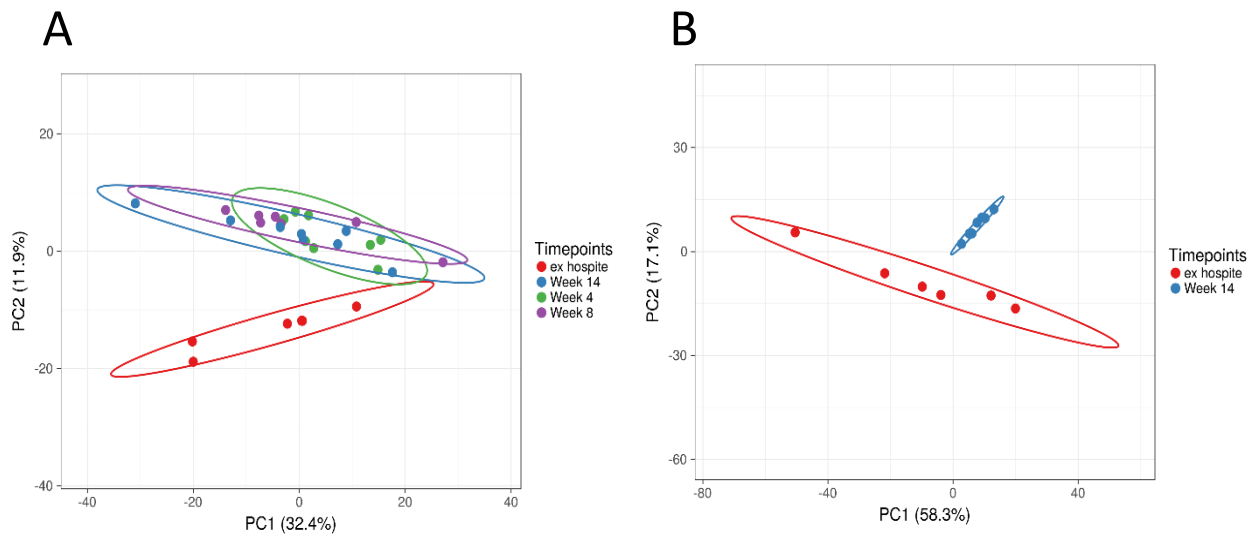 A
20
0
-20
-40
-40
-20
0
20
40
PC2 (11.9%)
PC1 (32.4%)
Timepoints
ex hospite
Week 14
Week 4
Week 8
B
30
0
-30
-60
-80
-40
0
40
PC2 (17.1%)
PC1 (58.3%)
Timepoints
ex hospite
Week 14